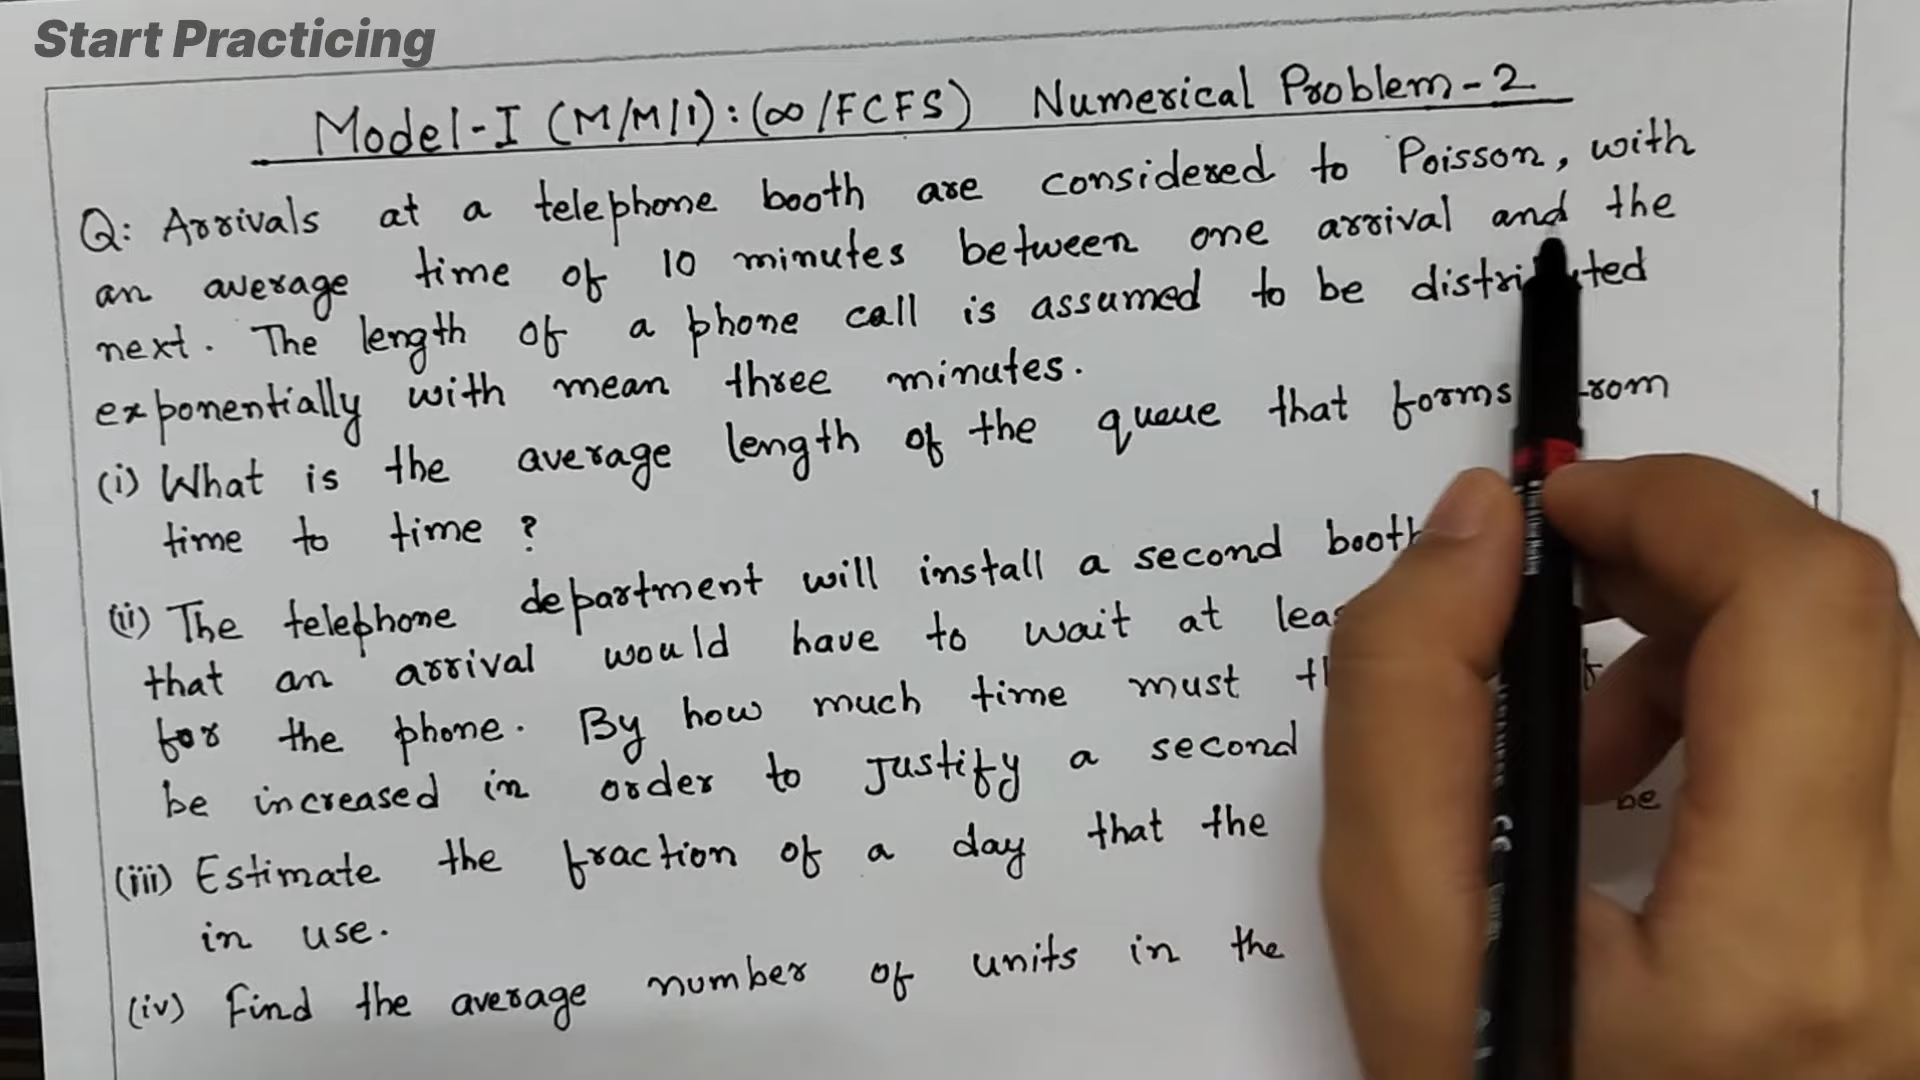 Start Practicing
Model-I (M/M/1):(∞/FCFS) Numerical Problem-2
Q: Arrivals at a telephone booth are considered to Poisson, with
an average time of 10 minutes between one arrival and the
next. The length of a phone call is assumed to be
exponentially with mean three minutes.
(i) What is the average length of the queue that forms
time to time ?
(ii) The telephone department will install a second booth
that an arrival would have to wait at
for the phone. By how much time must
be increased in order to justify a second
(iii) Estimate the fraction of a day that the be
in use.
(iv) Find the average number of units in the